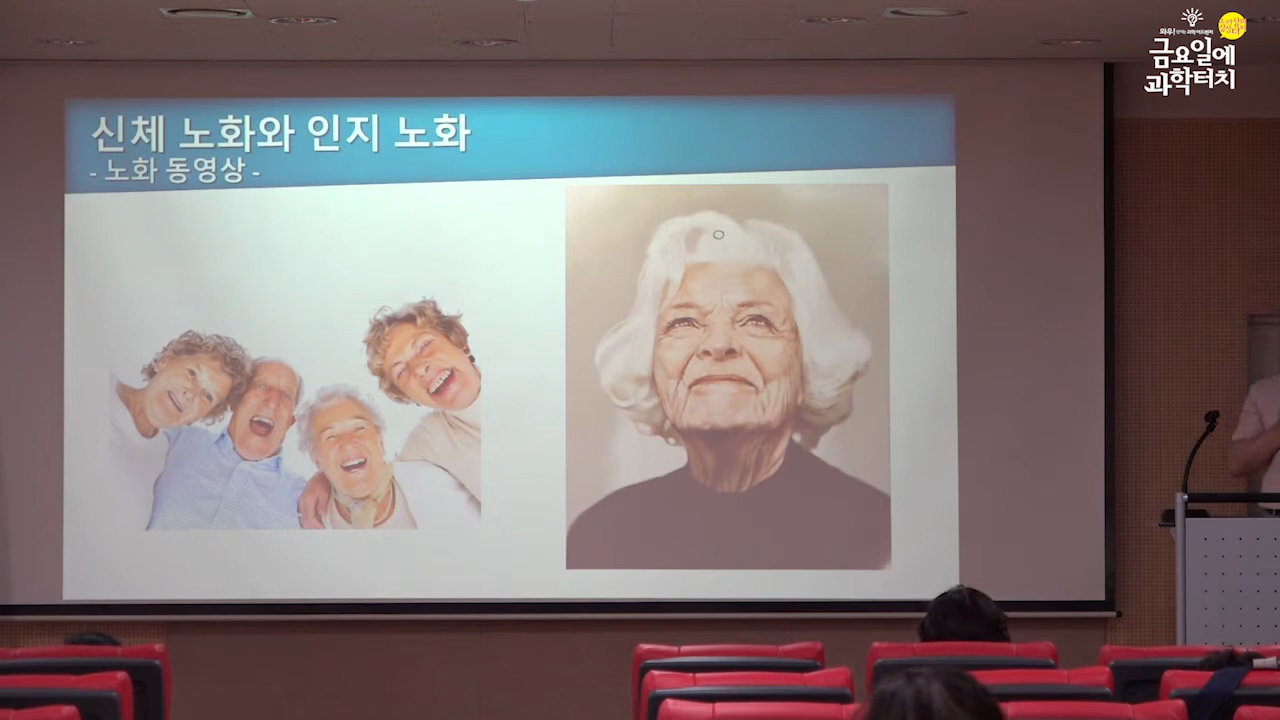 신체 노화와 인지 노화
- 노화 동영상 -
금요일에
과학터치